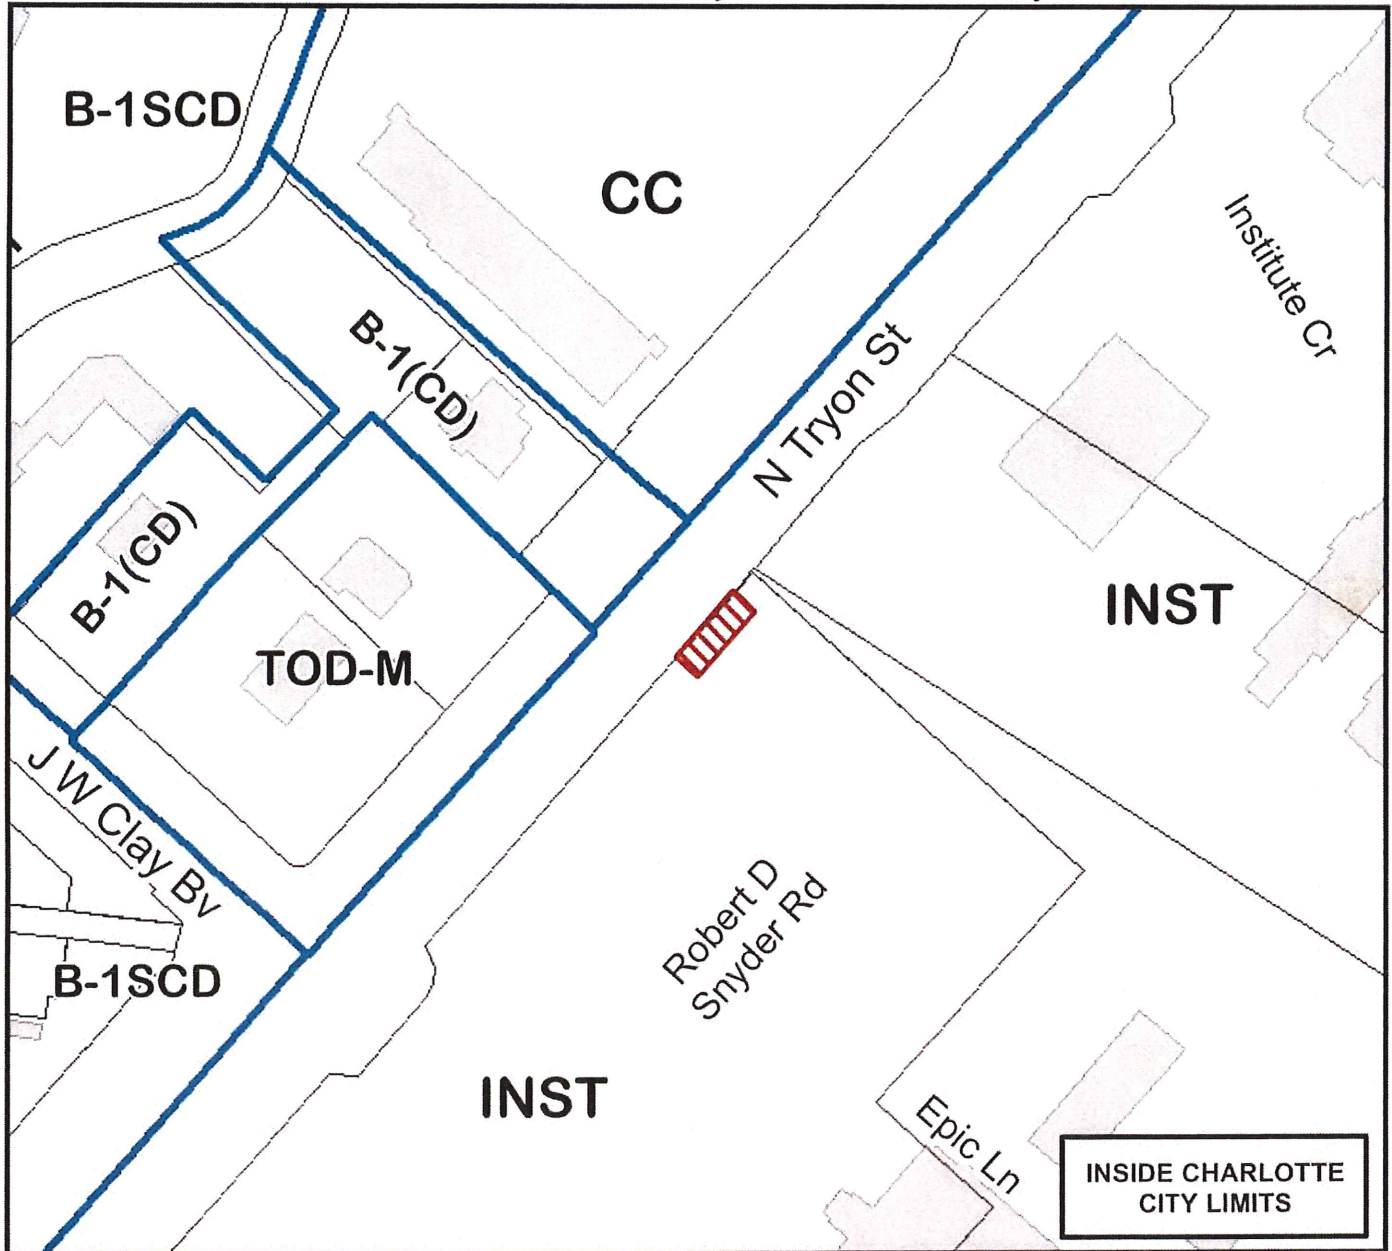 B-1SCD
CC
Institute Cr
B-1(CD)
N Tryon St
B-1(CD)
INST
TOD-M
J W Clay Bv
Robert D
Snyder Rd
B-1SCD
INST
Epic Ln
INSIDE CHARLOTTE
CITY LIMITS